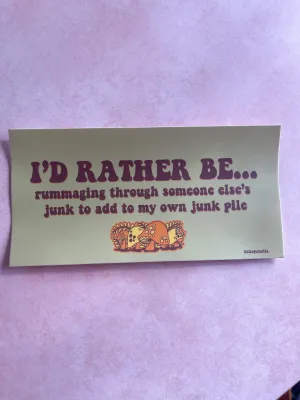 I'D RATHER BE...
rummaging through someone else's
junk to add to my own junk pile